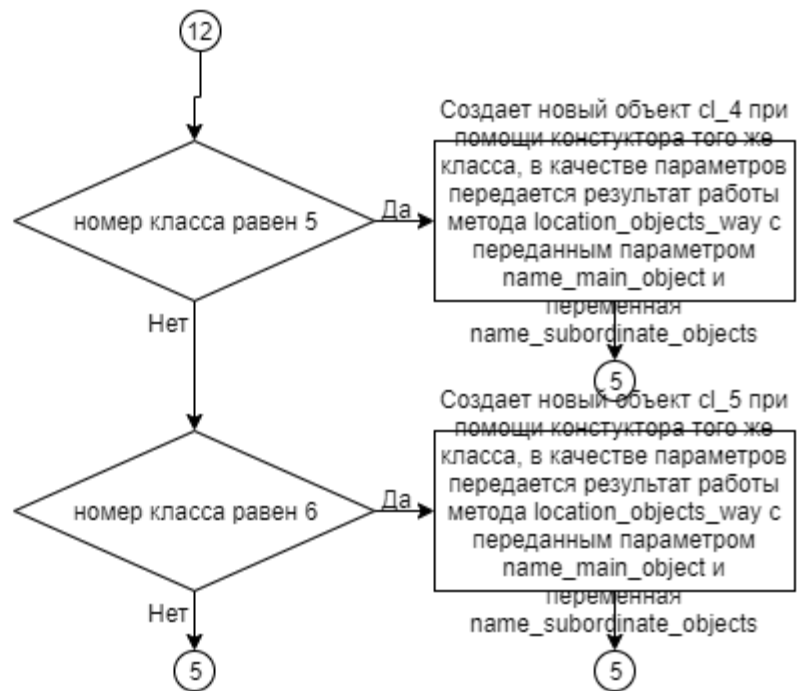 12
Создает новый объект cl_4 при
помощи констуктора того же
класса, в качестве параметров
передается результат работы
метода location_objects_way с
переданным параметром
name_main_object и
переменная
name_subordinate_objects
номер класса равен 5
Да
Нет
5
Создает новый объект cl_5 при
помощи констуктора того же
класса, в качестве параметров
передается результат работы
метода location_objects_way с
переданным параметром
name_main_object и
переменная
name_subordinate_objects
номер класса равен 6
Да
Нет
5
5